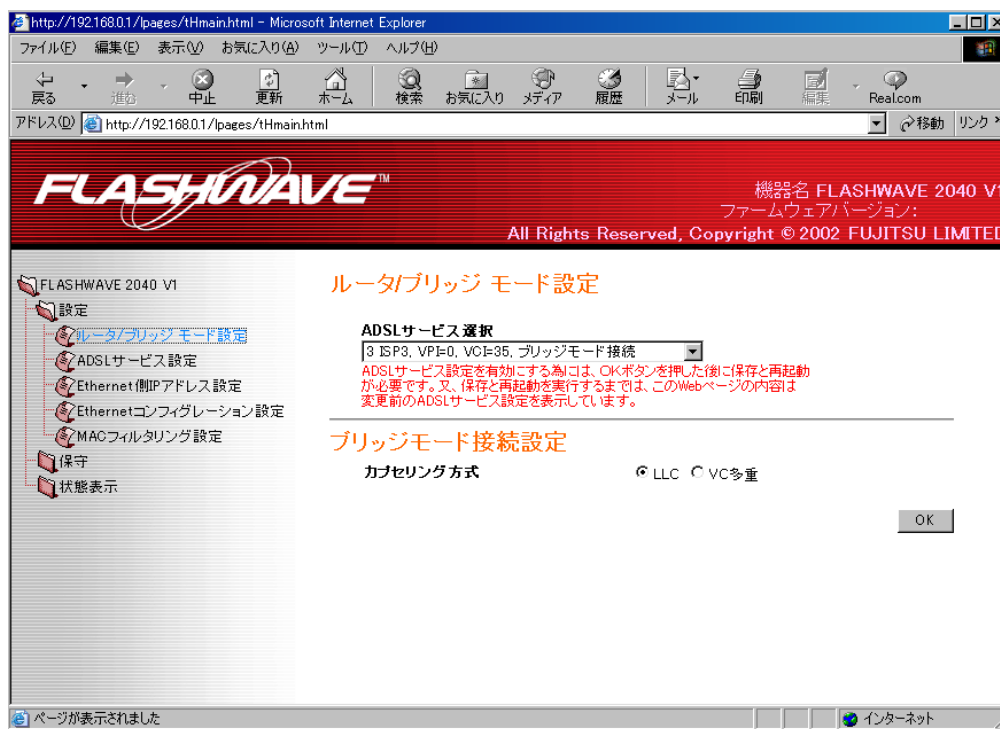 http://192.168.0.1/lpages/tHmain.html - Microsoft Internet Explorer
ファイル(F) 編集(E) 表示(V) お気に入り(A) ツール(T) ヘルプ(H)
戻る 進む 中止 更新 ホーム 検索 お気に入り メディア 履歴 メール 印刷 編集 Real.com
アドレス(D) http://192.168.0.1/lpages/tHmain.html 移動 リンク »
FLASHWAVE™
機器名 FLASHWAVE 2040 V1
ファームウェアバージョン:
All Rights Reserved, Copyright © 2002 FUJITSU LIMITED
FLASHWAVE 2040 V1
設定
ルータ/ブリッジ モード設定
ADSLサービス設定
Ethernet側IPアドレス設定
Ethernetコンフィグレーション設定
MACフィルタリング設定
保守
状態表示
ルータ/ブリッジ モード設定
ADSLサービス選択
3 ISP3, VPI=0, VCI=35, ブリッジモード接続
ADSLサービス設定を有効にする為には、OKボタンを押した後に保存と再起動
が必要です。又、保存と再起動を実行するまでは、このWebページの内容は
変更前のADSLサービス設定を表示しています。
ブリッジモード接続設定
カプセリング方式 LLC VC多重
OK
ページが表示されました インターネット